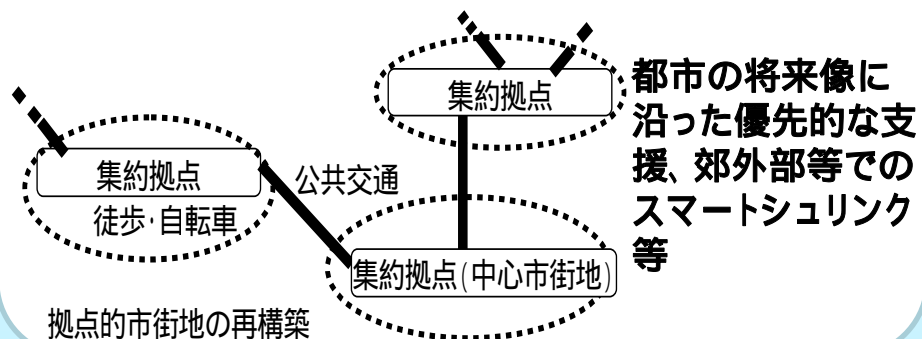 集約拠点
都市の将来像に
沿った優先的な支
援、郊外部等での
スマートシュリンク
等
集約拠点
公共交通
徒歩・自転車
集約拠点(中心市街地)
拠点的市街地の再構築